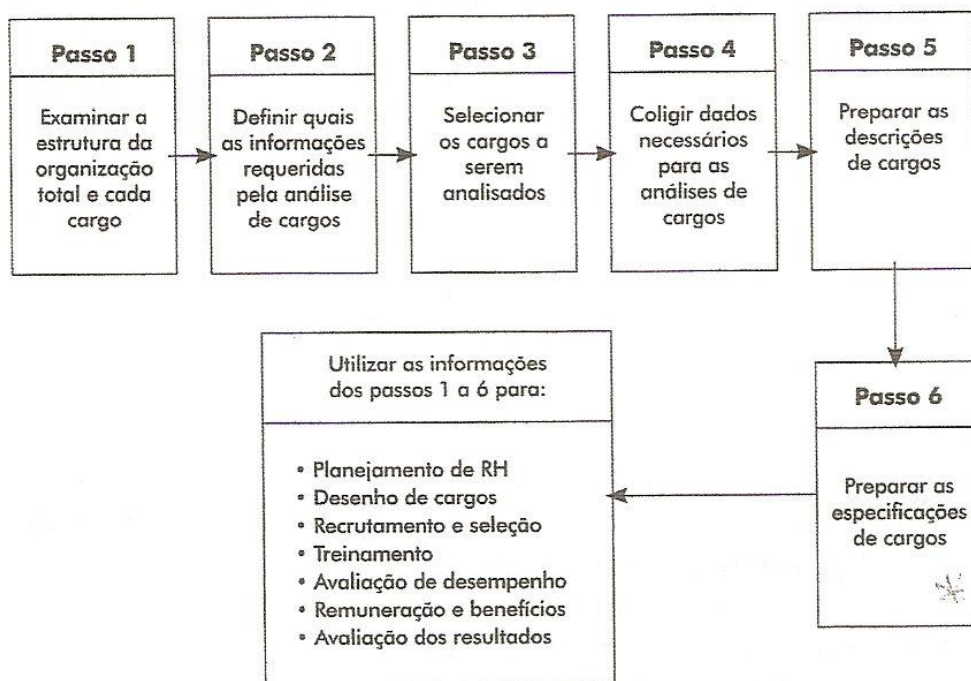 Passo 1
Examinar a
estrutura da
organização
total e cada
cargo
Passo 2
Definir quais
as informações
requeridas
pela análise
de cargos
Passo 3
Selecionar
os cargos a
serem
analisados
Passo 4
Coligir dados
necessários
para as
análises de
cargos
Passo 5
Preparar as
descrições
de cargos
Passo 6
Preparar as
especificações
de cargos
Utilizar as informações
dos passos 1 a 6 para:
• Planejamento de RH
• Desenho de cargos
• Recrutamento e seleção
• Treinamento
• Avaliação de desempenho
• Remuneração e benefícios
• Avaliação dos resultados